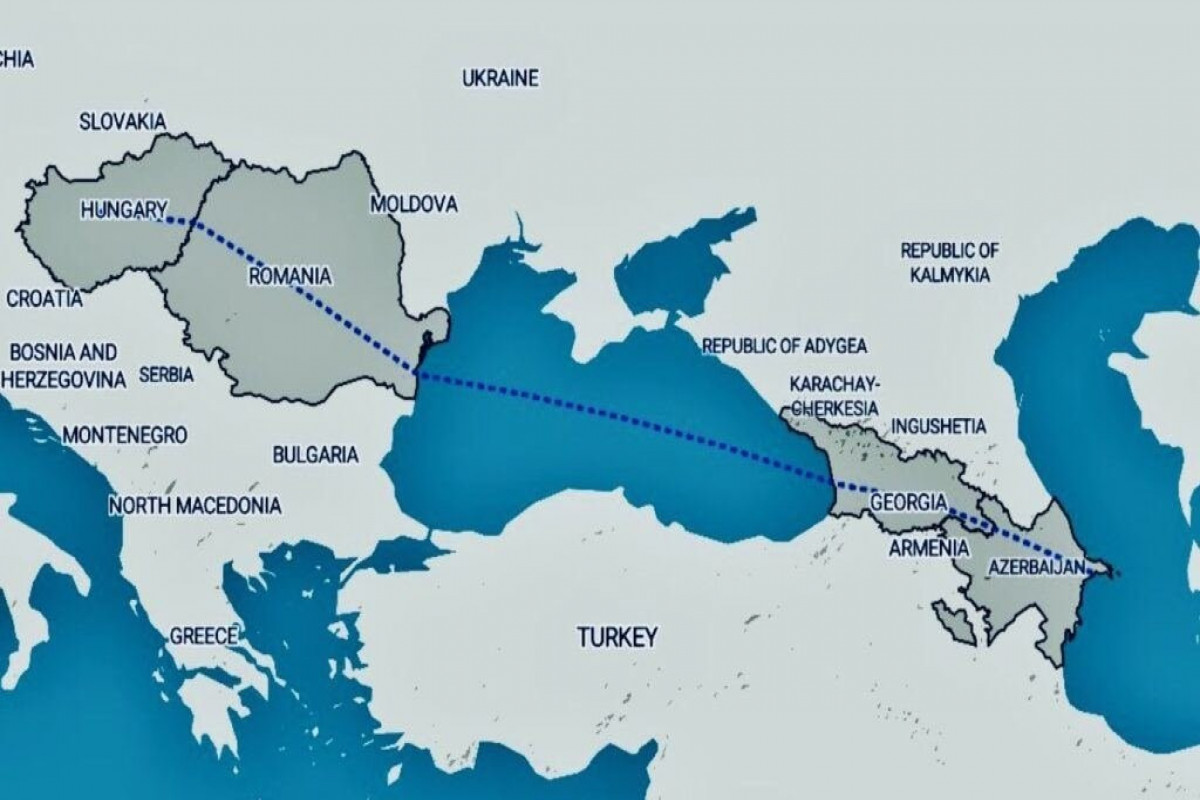 CHIA
UKRAINE
SLOVAKIA
HUNGARY
MOLDOVA
ROMANIA
REPUBLIC OF
KALMYKIA
CROATIA
REPUBLIC OF ADYGEA
BOSNIA AND
HERZEGOVINA
SERBIA
KARACHAY-
CHERKESIA
INGUSHETIA
MONTENEGRO
BULGARIA
NORTH MACEDONIA
GEORGIA
ARMENIA
AZERBAIJAN
GREECE
TURKEY